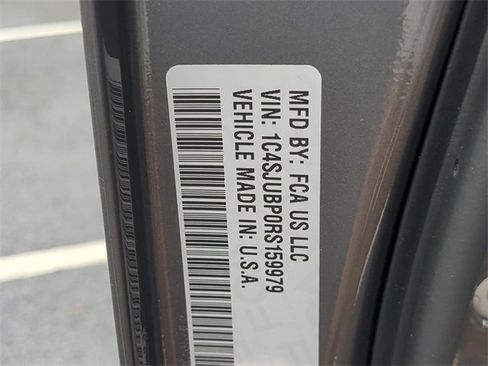 MFD BY: FCA US LLC
VIN: 1C4SJUBP0RS159979
VEHICLE MADE IN: U.S.A.